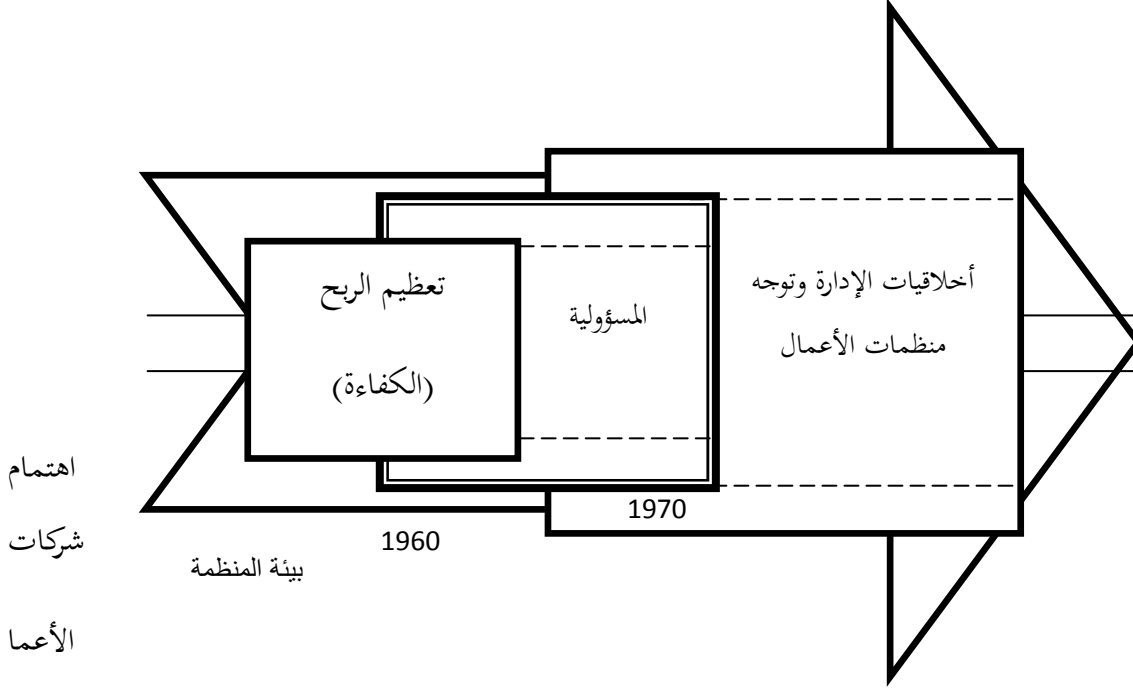 أخلاقيات الإدارة وتوجه
منظمات الأعمال
المسؤولية
تعظيم الربح
(الكفاءة)
1970
1960
بيئة المنظمة
اهتمام
شركات
الأعما